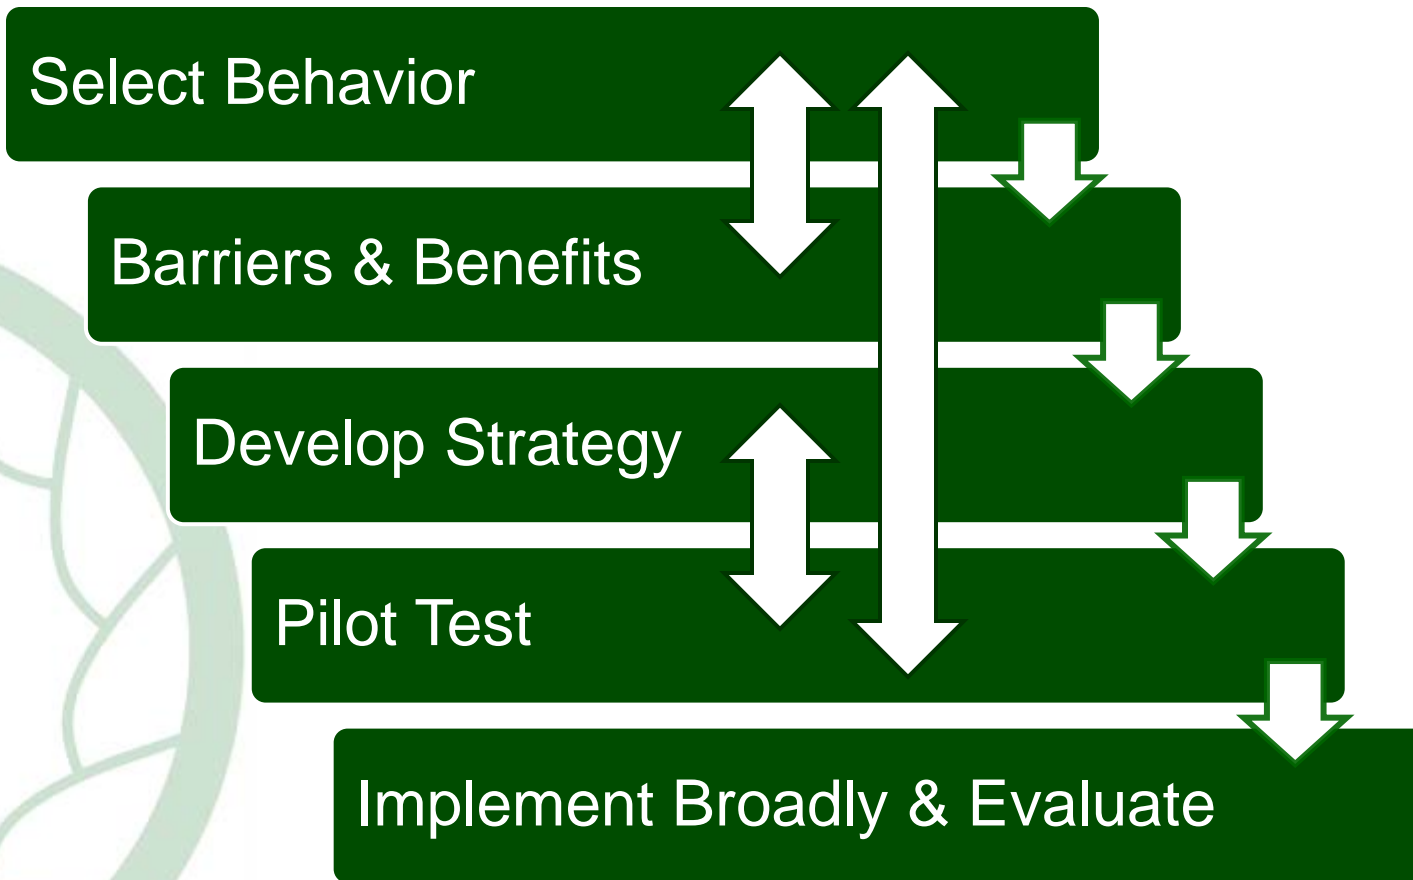 Select Behavior
Barriers & Benefits
Develop Strategy
Pilot Test
Implement Broadly & Evaluate